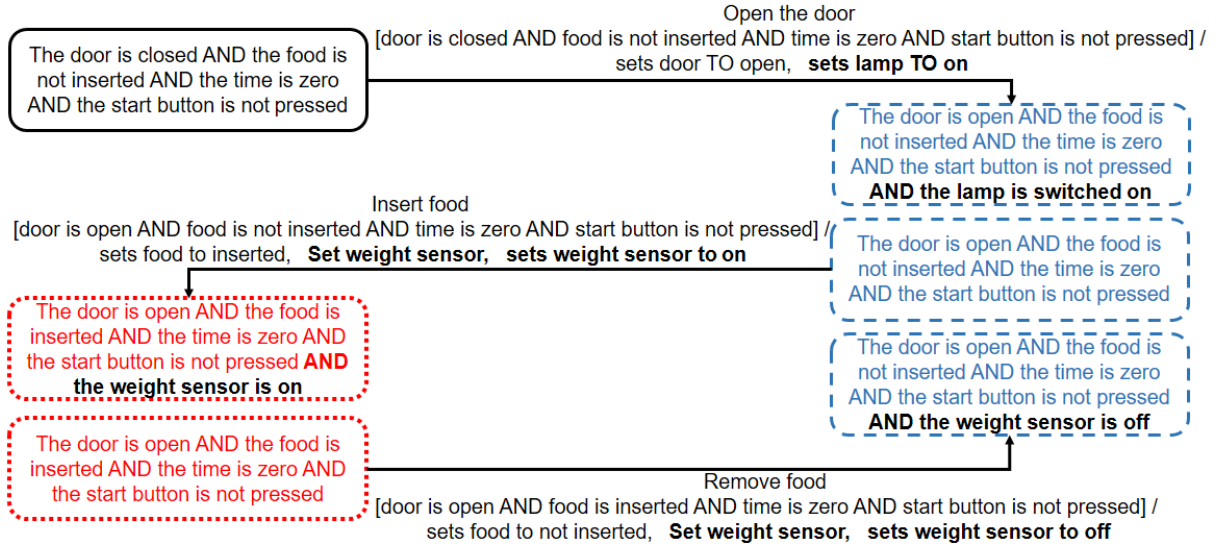 Open the door
[door is closed AND food is not inserted AND time is zero AND start button is not pressed] /
sets door TO open, sets lamp TO on
The door is closed AND the food is
not inserted AND the time is zero
AND the start button is not pressed
The door is open AND the food is
not inserted AND the time is zero
AND the start button is not pressed
AND the lamp is switched on
Insert food
[door is open AND food is not inserted AND time is zero AND start button is not pressed] /
sets food to inserted, Set weight sensor, sets weight sensor to on
The door is open AND the food is
not inserted AND the time is zero
AND the start button is not pressed
The door is open AND the food is
inserted AND the time is zero AND
the start button is not pressed AND
the weight sensor is on
The door is open AND the food is
not inserted AND the time is zero
AND the start button is not pressed
AND the weight sensor is off
The door is open AND the food is
inserted AND the time is zero AND
the start button is not pressed
Remove food
[door is open AND food is inserted AND time is zero AND start button is not pressed] /
sets food to not inserted, Set weight sensor, sets weight sensor to off